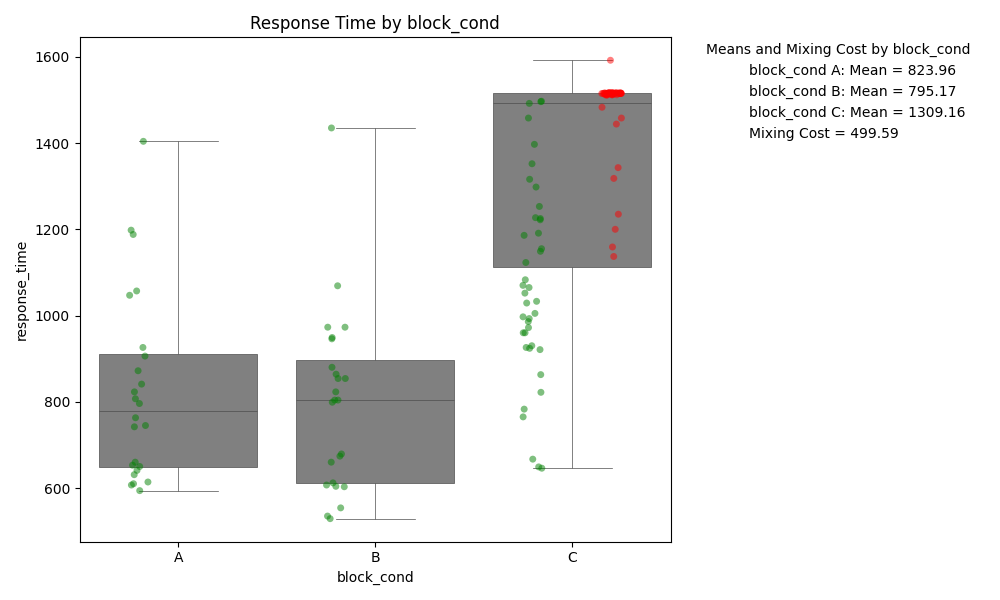 Response Time by block_cond
Means and Mixing Cost by block_cond
block_cond A: Mean = 823.96
block_cond B: Mean = 795.17
block_cond C: Mean = 1309.16
Mixing Cost = 499.59
response_time
1600
1400
1200
1000
800
600
A B C
block_cond